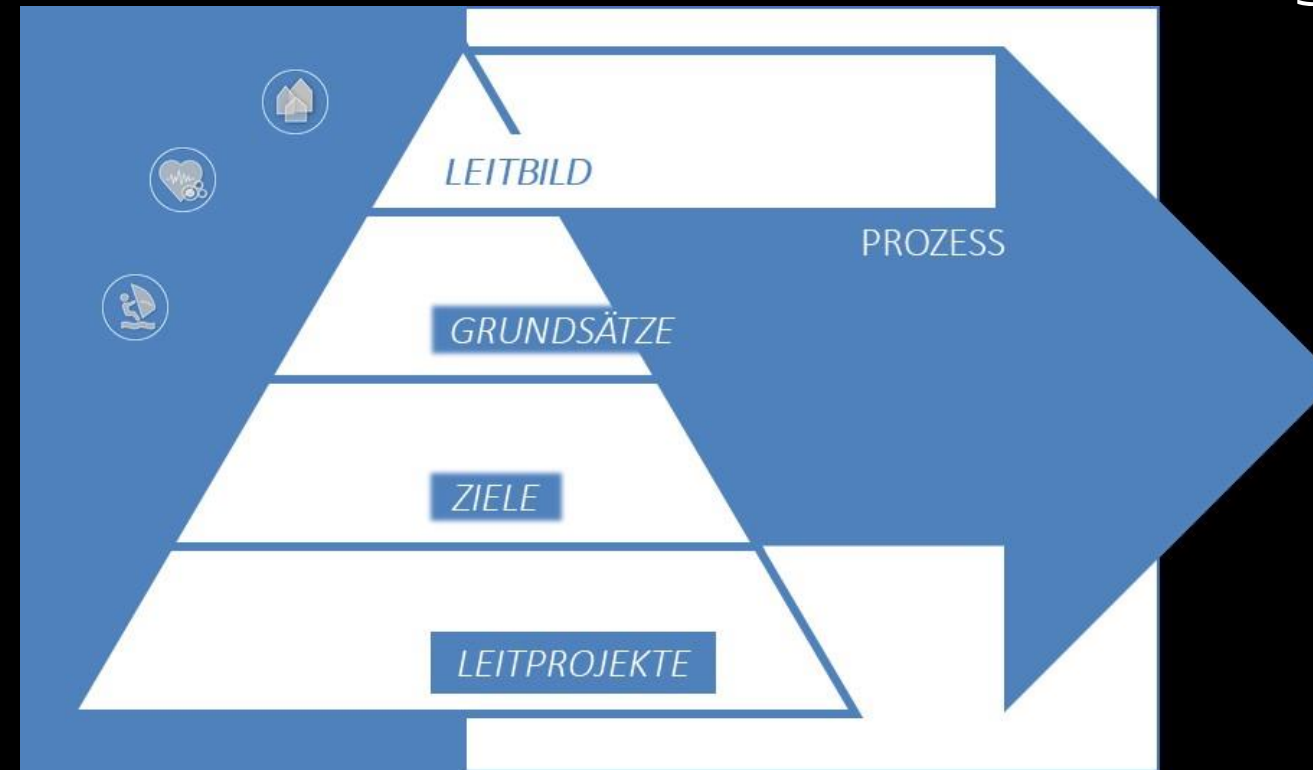 LEITBILD
PROZESS
GRUNDSÄTZE
ZIELE
LEITPROJEKTE